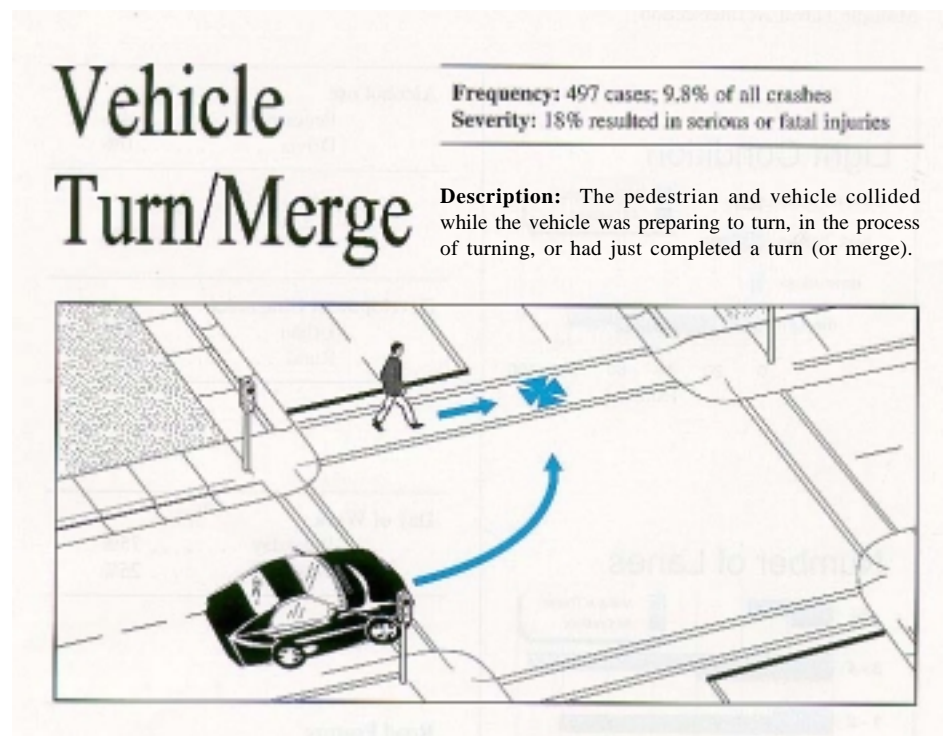 Vehicle
Turn/Merge
Frequency: 497 cases; 9.8% of all crashes
Severity: 18% resulted in serious or fatal injuries
Description: The pedestrian and vehicle collided
while the vehicle was preparing to turn, in the process
of turning, or had just completed a turn (or merge).